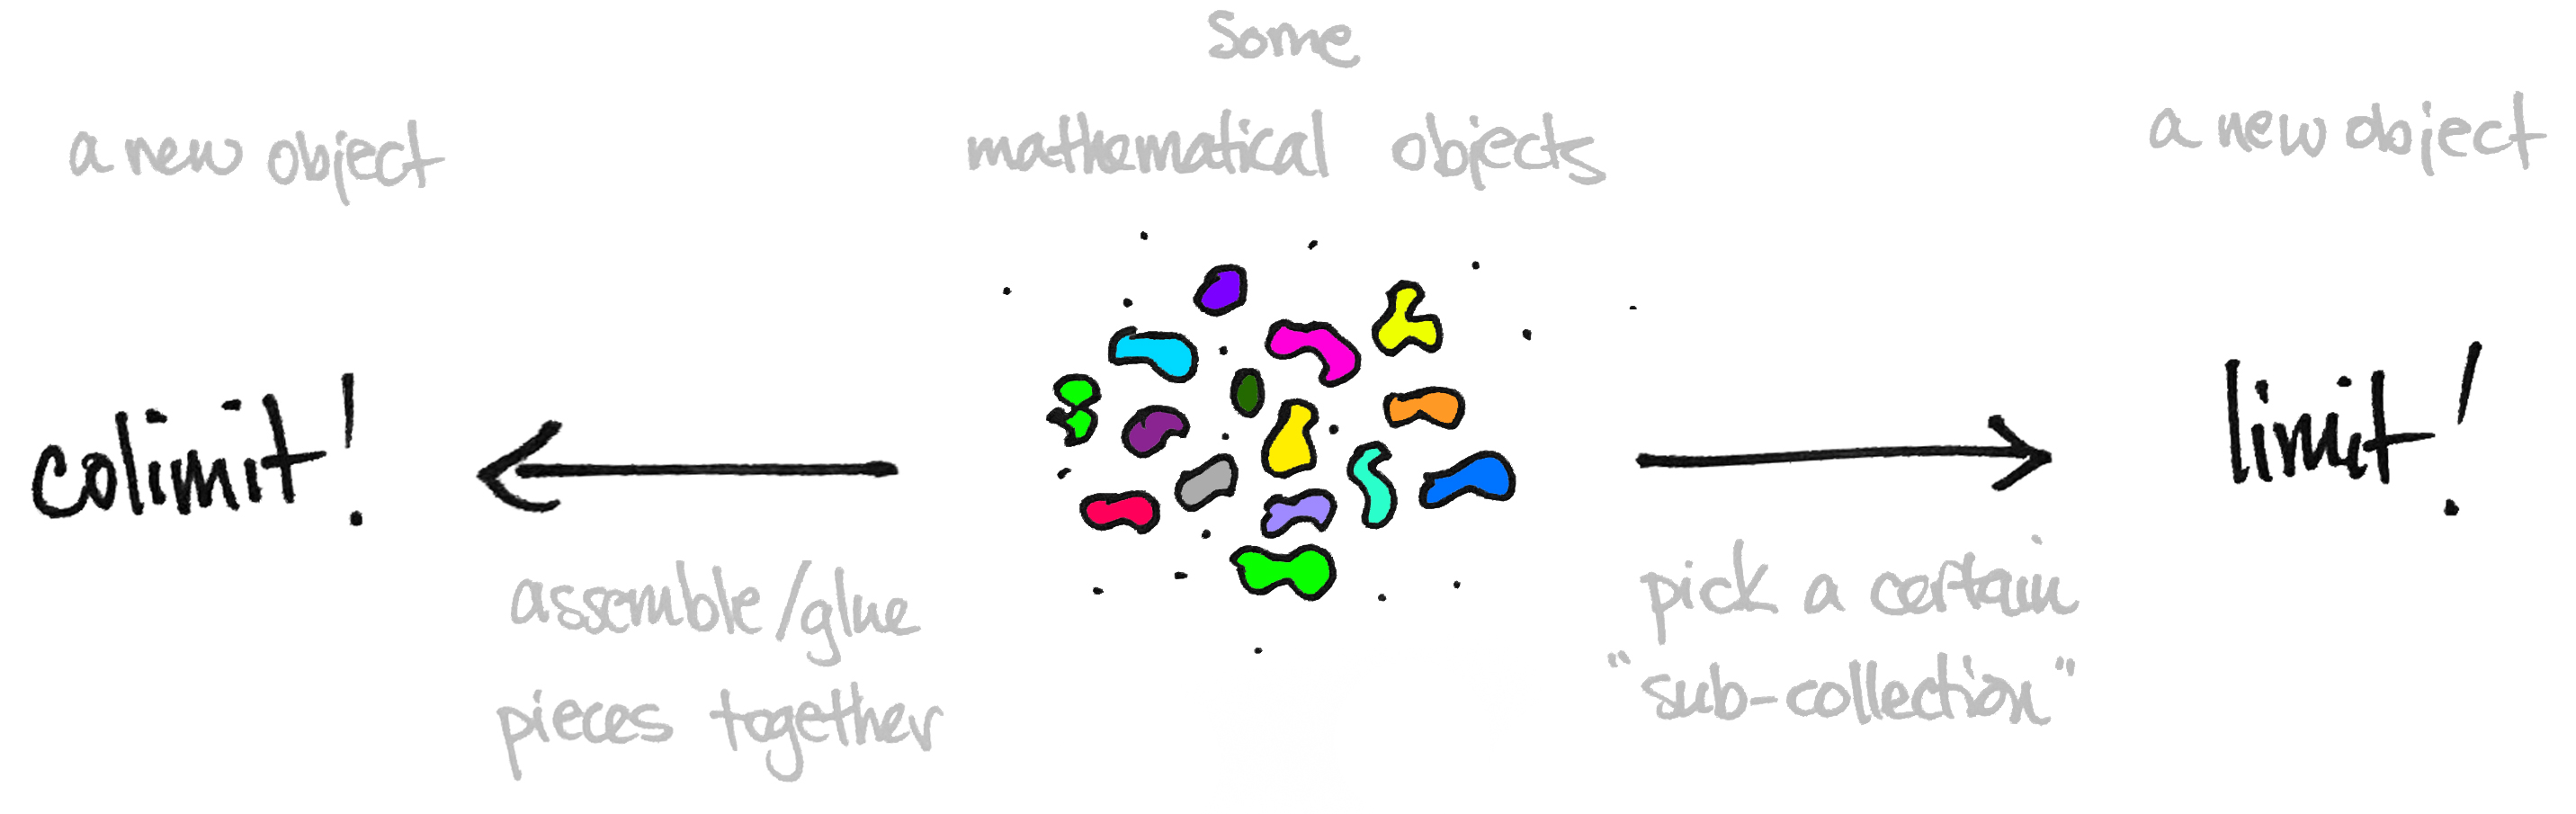 some
mathematical objects
a new object
colimit!
assemble/glue
pieces together
a new object
limit!
pick a certain
"sub-collection"